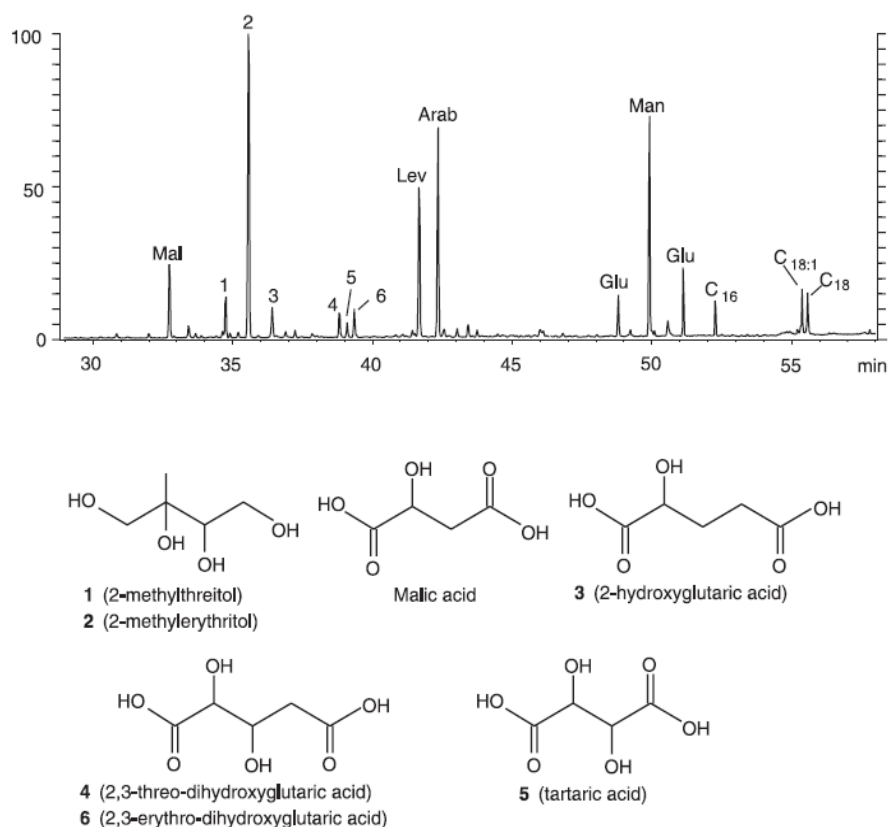 100
50
0
2
Mal
1
3
4
5
6
Lev
Arab
Glu
Man
Glu
C16
C18:1
C18
30
35
40
45
50
55
min
HO
OH
OH
OH
1 (2-methylthreitol)
2 (2-methylerythritol)
OH
O
HO
O
OH
Malic acid
OH
HO
O
OH
O
3 (2-hydroxyglutaric acid)
OH
HO
O
OH
OH
O
4 (2,3-threo-dihydroxyglutaric acid)
6 (2,3-erythro-dihydroxyglutaric acid)
OH
O
HO
O
OH
OH
5 (tartaric acid)